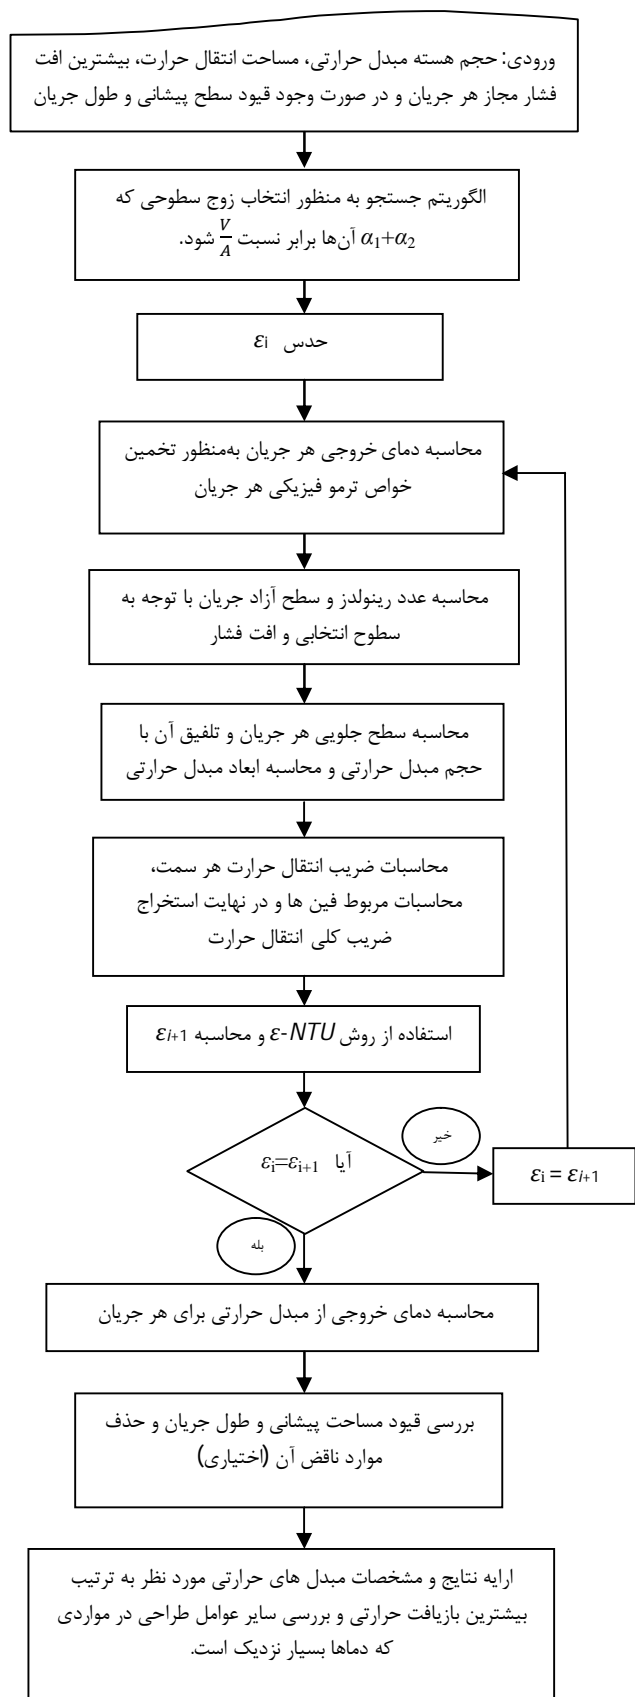 ورودی: حجم هسته مبدل حرارتی، مساحت انتقال حرارت، بیشترین افت
فشار مجاز هر جریان و در صورت وجود قیود سطح پیشانی و طول جریان
الگوریتم جستجو به منظور انتخاب زوج سطوحی که
α1+α2 آن‌ها برابر نسبت V/A شود.
حدس εi
محاسبه دمای خروجی هر جریان به‌منظور تخمین
خواص ترمو فیزیکی هر جریان
محاسبه عدد رینولدز و سطح آزاد جریان با توجه به
سطوح انتخابی و افت فشار
محاسبه سطح جلویی هر جریان و تلفیق آن با
حجم مبدل حرارتی و محاسبه ابعاد مبدل حرارتی
محاسبات ضریب انتقال حرارت هر سمت،
محاسبات مربوط فین ها و در نهایت استخراج
ضریب کلی انتقال حرارت
استفاده از روش ε-NTU و محاسبه εi+1
آیا εi=εi+1
خیر
εi = εi+1
بله
محاسبه دمای خروجی از مبدل حرارتی برای هر جریان
بررسی قیود مساحت پیشانی و طول جریان و حذف
موارد ناقض آن (اختیاری)
ارایه نتایج و مشخصات مبدل های حرارتی مورد نظر به ترتیب
بیشترین بازیافت حرارتی و بررسی سایر عوامل طراحی در مواردی
که دماها بسیار نزدیک است.